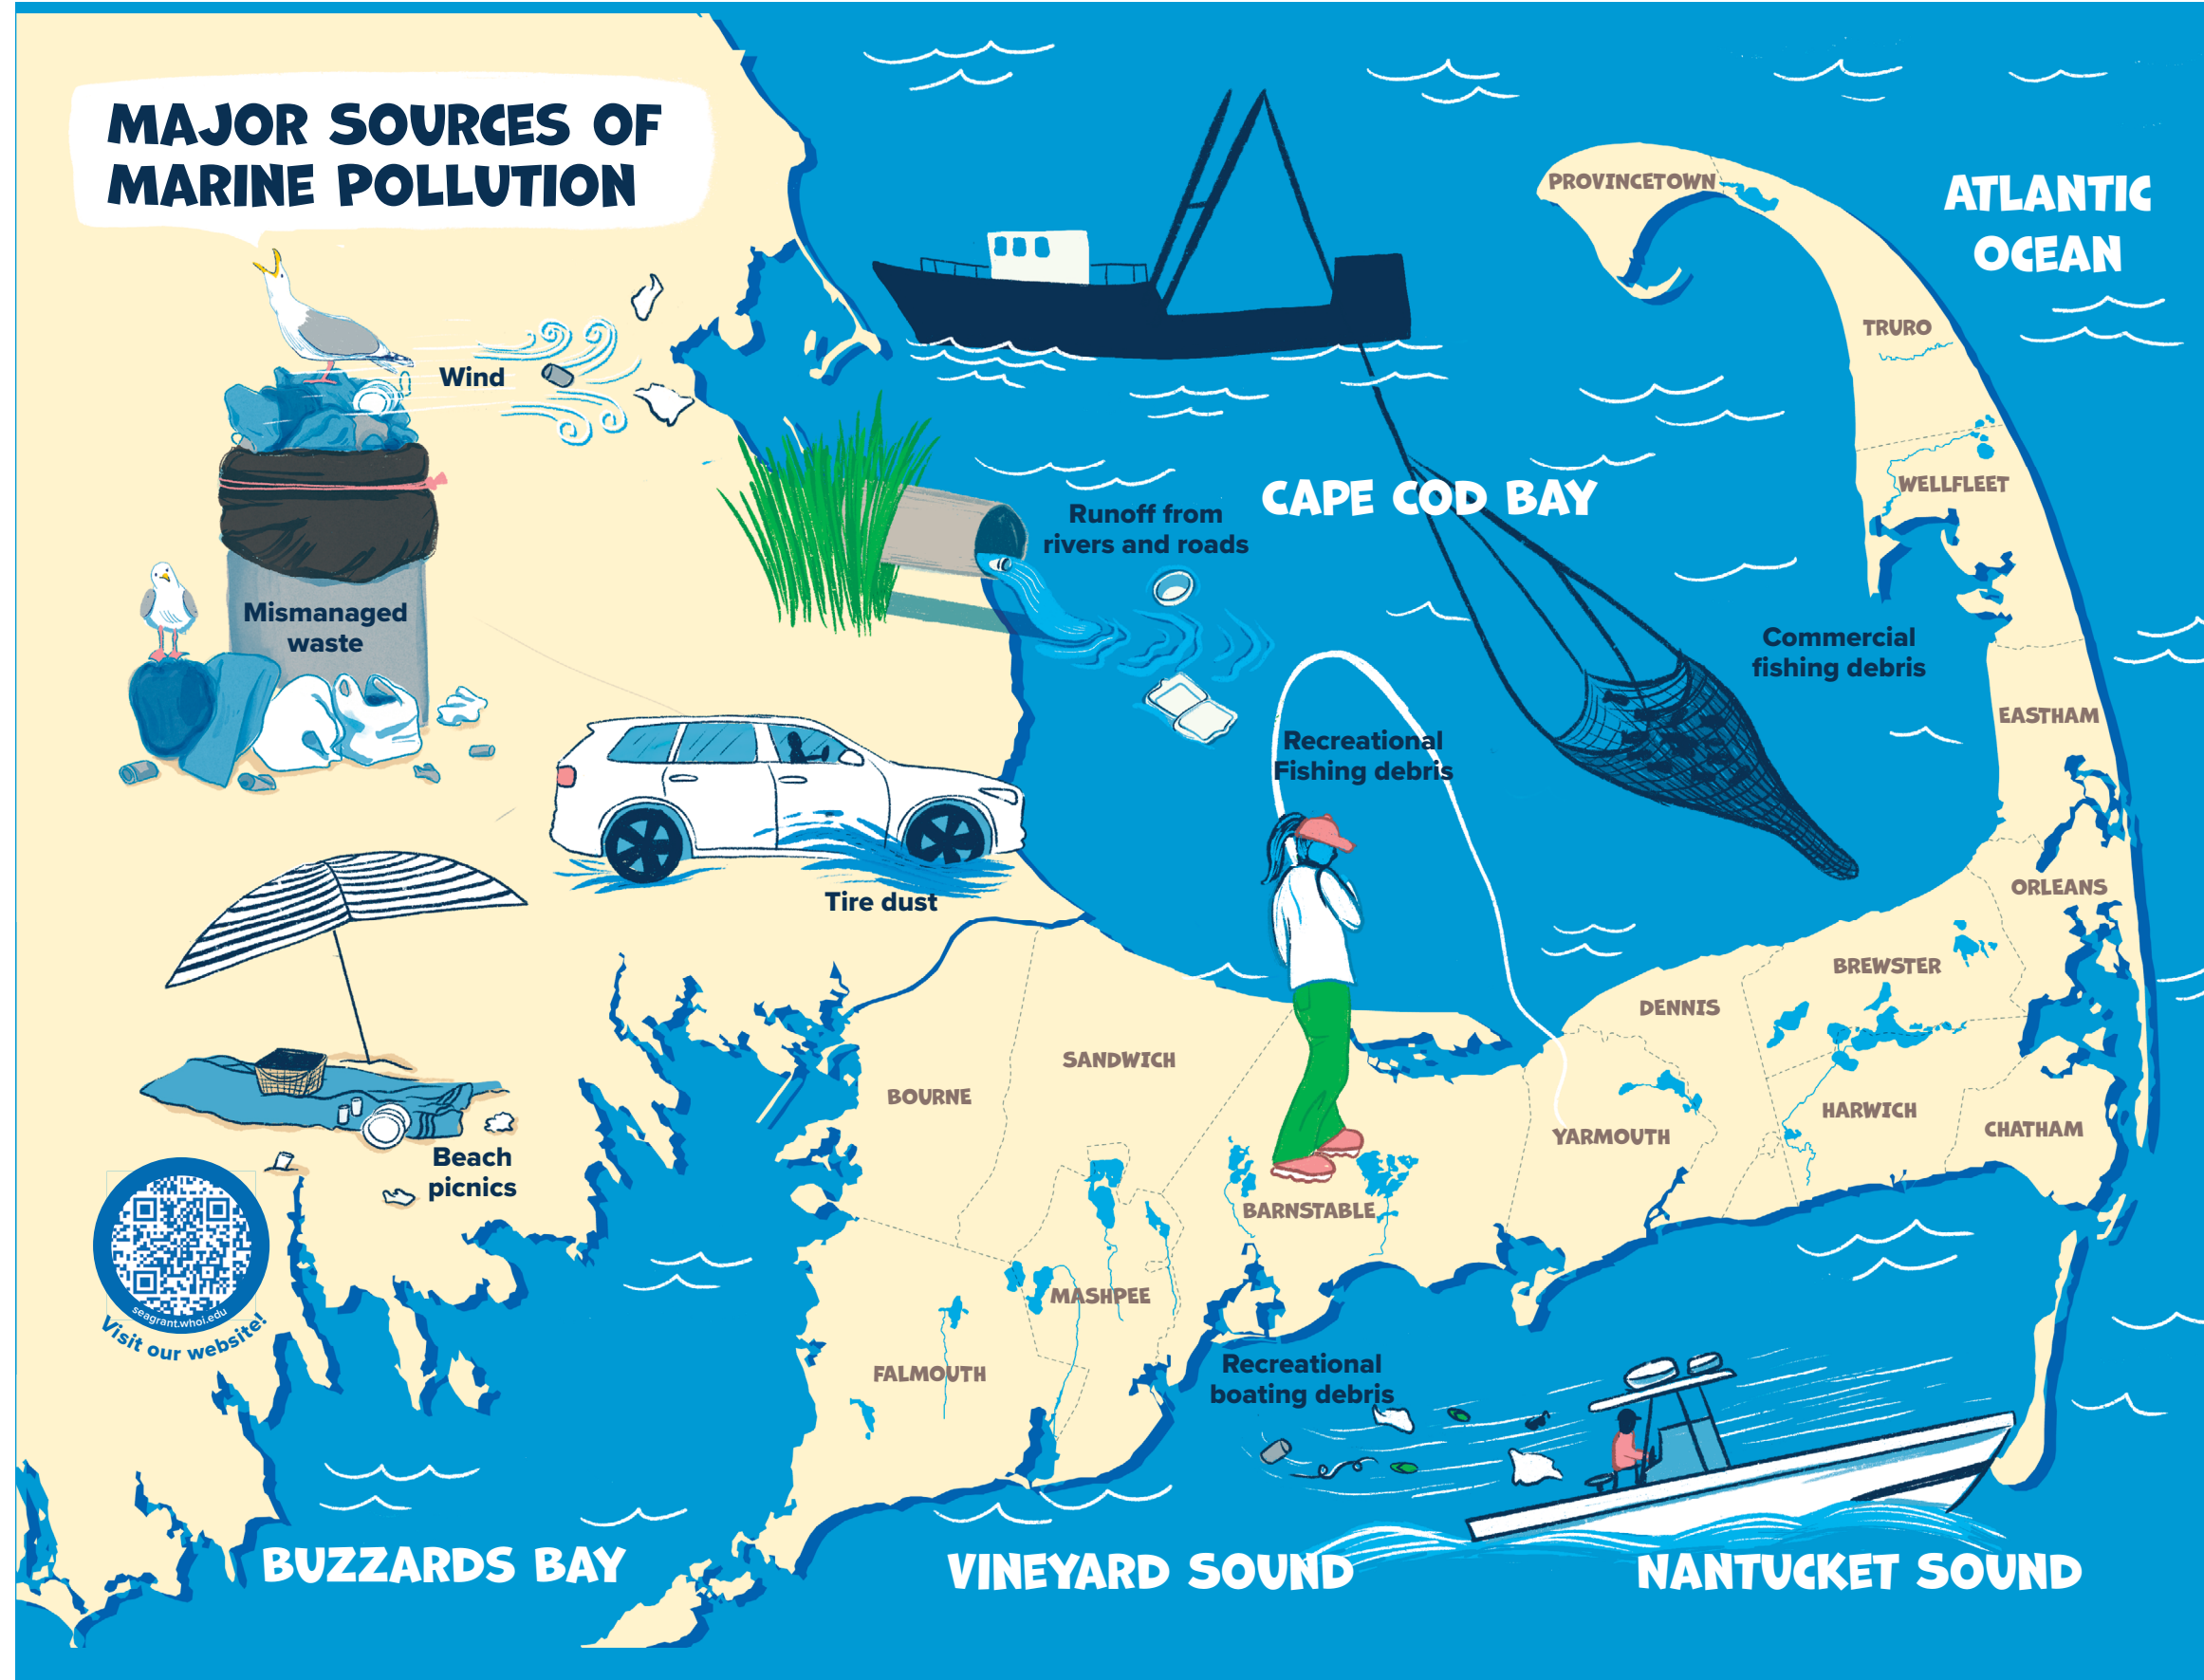 MAJOR SOURCES OF
MARINE POLLUTION
ATLANTIC
OCEAN
PROVINCETOWN
TRURO
Wind
WELLFLEET
CAPE COD BAY
Runoff from
rivers and roads
Mismanaged
waste
Commercial
fishing debris
EASTHAM
Recreational
Fishing debris
Tire dust
ORLEANS
BREWSTER
DENNIS
SANDWICH
BOURNE
HARWICH
CHATHAM
YARMOUTH
Beach
picnics
BARNSTABLE
seagrant.whoi.edu
Visit our website!
MASHPEE
FALMOUTH
Recreational
boating debris
BUZZARDS BAY
VINEYARD SOUND
NANTUCKET SOUND